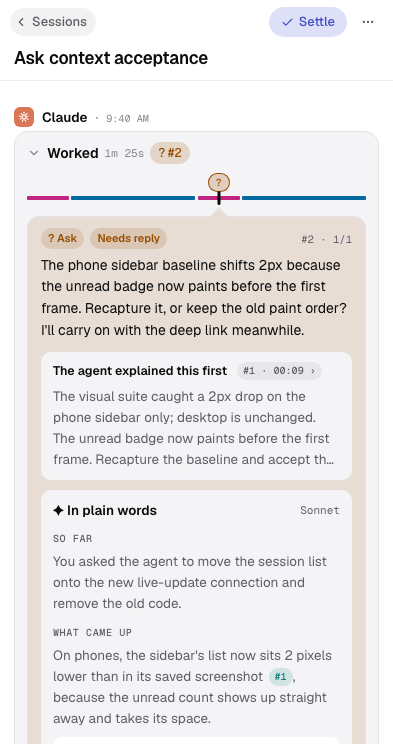 Sessions
Settle
Ask context acceptance
Claude · 9:40 AM
Worked 1m 25s ? #2
?
? Ask Needs reply #2 · 1/1
The phone sidebar baseline shifts 2px because
the unread badge now paints before the first
frame. Recapture it, or keep the old paint order?
I'll carry on with the deep link meanwhile.
The agent explained this first #1 · 00:09 ›
The visual suite caught a 2px drop on the
phone sidebar only; desktop is unchanged.
The unread badge now paints before the first
frame. Recapture the baseline and accept th...
In plain words Sonnet
SO FAR
You asked the agent to move the session list
onto the new live-update connection and
remove the old code.
WHAT CAME UP
On phones, the sidebar's list now sits 2 pixels
lower than in its saved screenshot #1,
because the unread count shows up straight
away and takes its space.